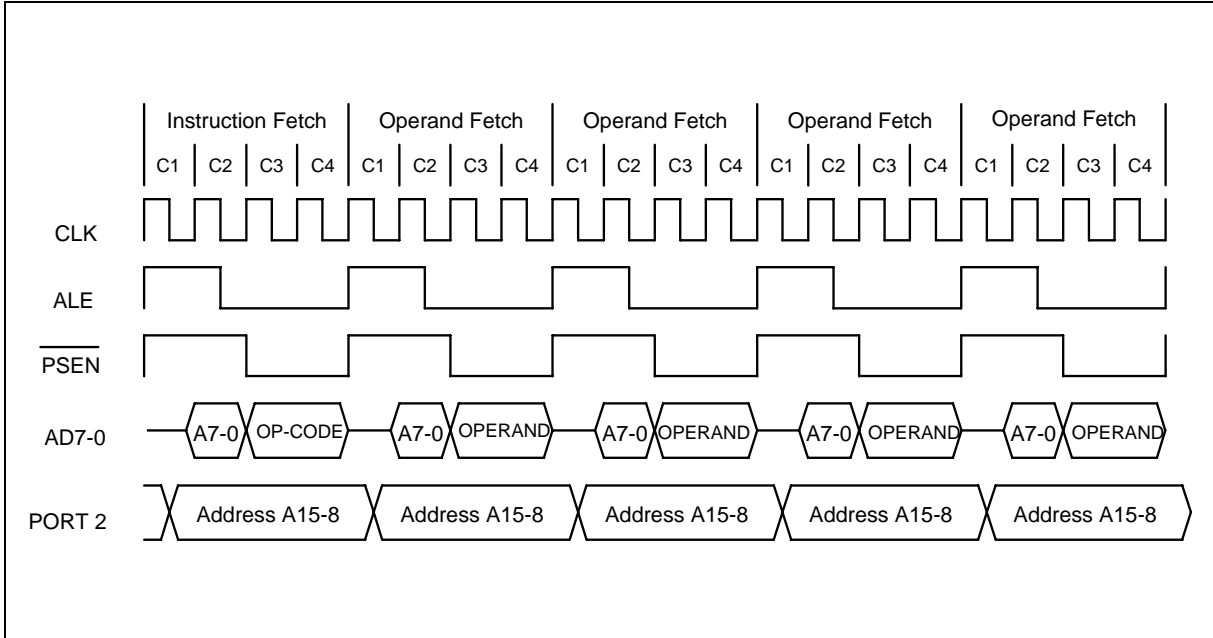 Instruction Fetch Operand Fetch Operand Fetch Operand Fetch Operand Fetch
C1 C2 C3 C4 C1 C2 C3 C4 C1 C2 C3 C4 C1 C2 C3 C4 C1 C2 C3 C4
CLK
ALE
PSEN
AD7-0 A7-0 OP-CODE A7-0 OPERAND A7-0 OPERAND A7-0 OPERAND A7-0 OPERAND
PORT 2 Address A15-8 Address A15-8 Address A15-8 Address A15-8 Address A15-8